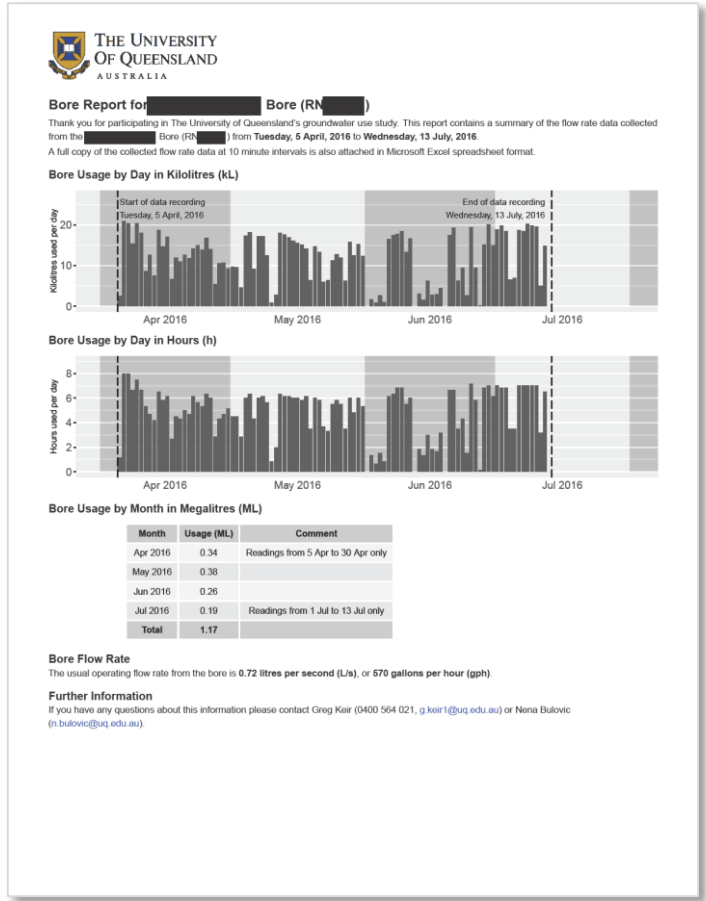 THE UNIVERSITY
OF QUEENSLAND
AUSTRALIA
Bore Report for Bore (RN )
Thank you for participating in The University of Queensland's groundwater use study. This report contains a summary of the flow rate data collected
from the Bore (RN ) from Tuesday, 5 April, 2016 to Wednesday, 13 July, 2016.
A full copy of the collected flow rate data at 10 minute intervals is also attached in Microsoft Excel spreadsheet format.
Bore Usage by Day in Kilolitres (kL)
Start of data recording
Tuesday, 5 April, 2016
End of data recording
Wednesday, 13 July, 2016
Kilolitres used per day
20
10
0
Apr 2016 May 2016 Jun 2016 Jul 2016
Bore Usage by Day in Hours (h)
Hours used per day
8
6
4
2
0
Apr 2016 May 2016 Jun 2016 Jul 2016
Bore Usage by Month in Megalitres (ML)
Month Usage (ML) Comment
Apr 2016 0.34 Readings from 5 Apr to 30 Apr only
May 2016 0.38
Jun 2016 0.26
Jul 2016 0.19 Readings from 1 Jul to 13 Jul only
Total 1.17
Bore Flow Rate
The usual operating flow rate from the bore is 0.72 litres per second (L/s), or 570 gallons per hour (gph).
Further Information
If you have any questions about this information please contact Greg Keir (0400 564 021, g.keir1@uq.edu.au) or Nena Bulovic
(n.bulovic@uq.edu.au).